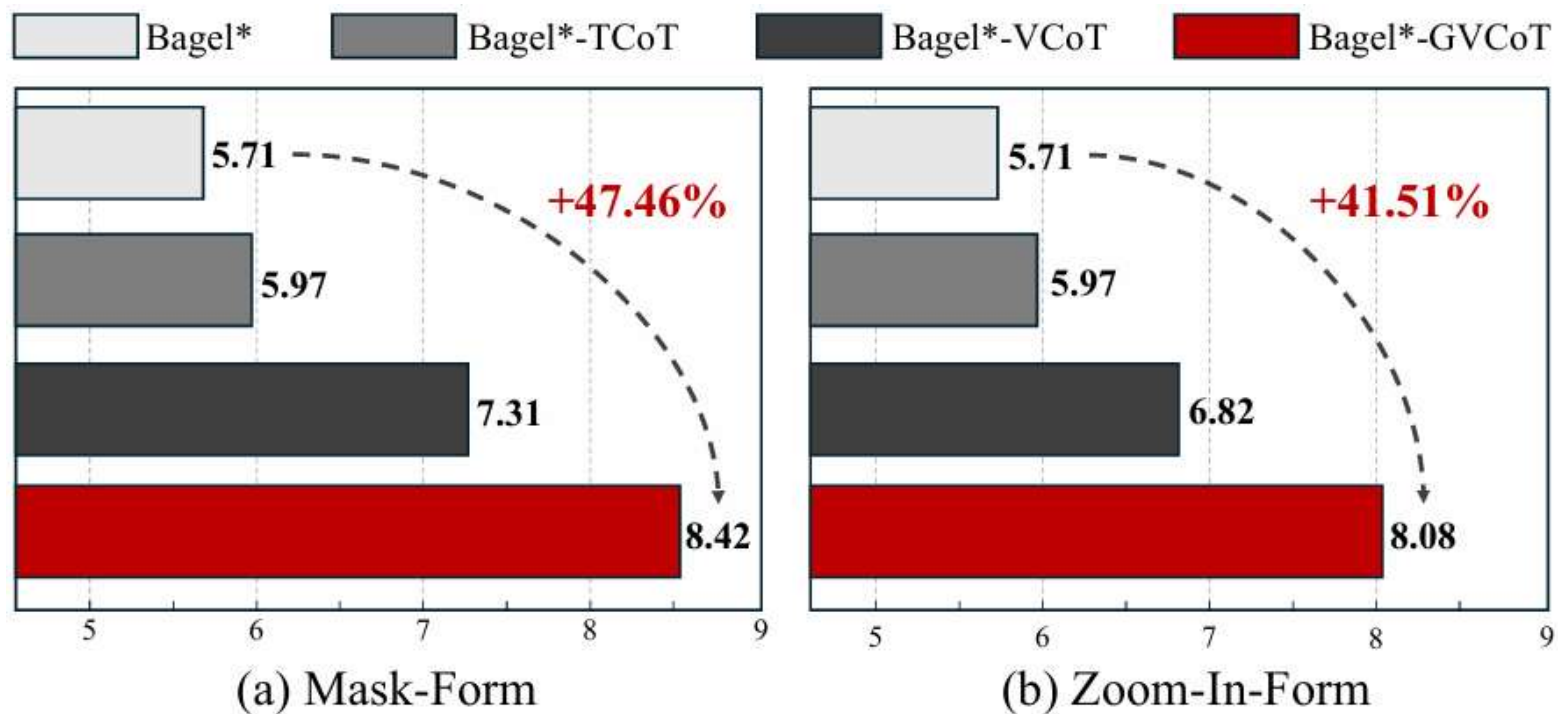 Bagel* Bagel*-TCoT Bagel*-VCoT Bagel*-GVCoT
5.71
+47.46%
5.97
7.31
8.42
5 6 7 8 9
(a) Mask-Form
5.71
+41.51%
5.97
6.82
8.08
5 6 7 8 9
(b) Zoom-In-Form